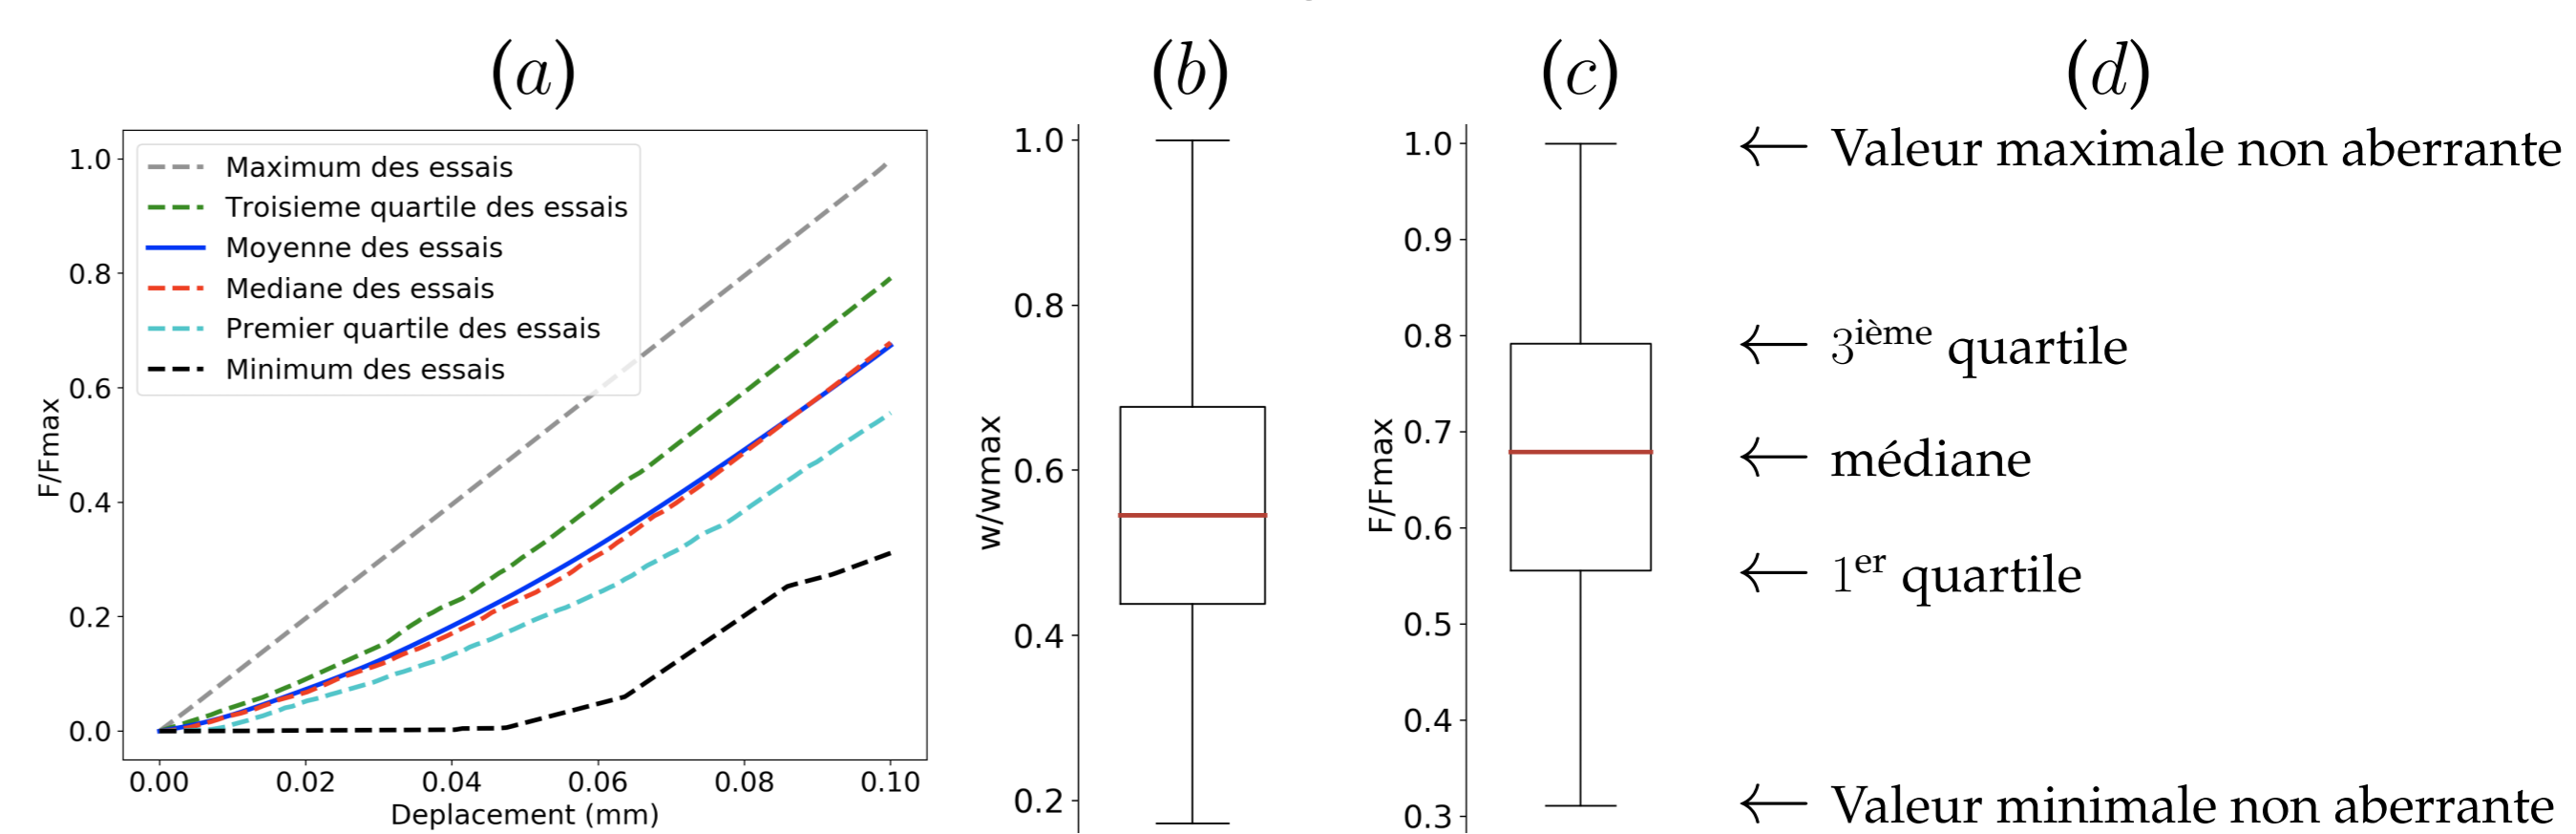 (a)
1.0
0.8
0.6
0.4
0.2
0.0
F/Fmax
Maximum des essais
Troisieme quartile des essais
Moyenne des essais
Mediane des essais
Premier quartile des essais
Minimum des essais
0.00 0.02 0.04 0.06 0.08 0.10
Deplacement (mm)
(b)
1.0
0.8
0.6
0.4
0.2
w/wmax
(c)
1.0
0.9
0.8
0.7
0.6
0.5
0.4
0.3
F/Fmax
(d)
← Valeur maximale non aberrante
← 3ième quartile
← médiane
← 1er quartile
← Valeur minimale non aberrante